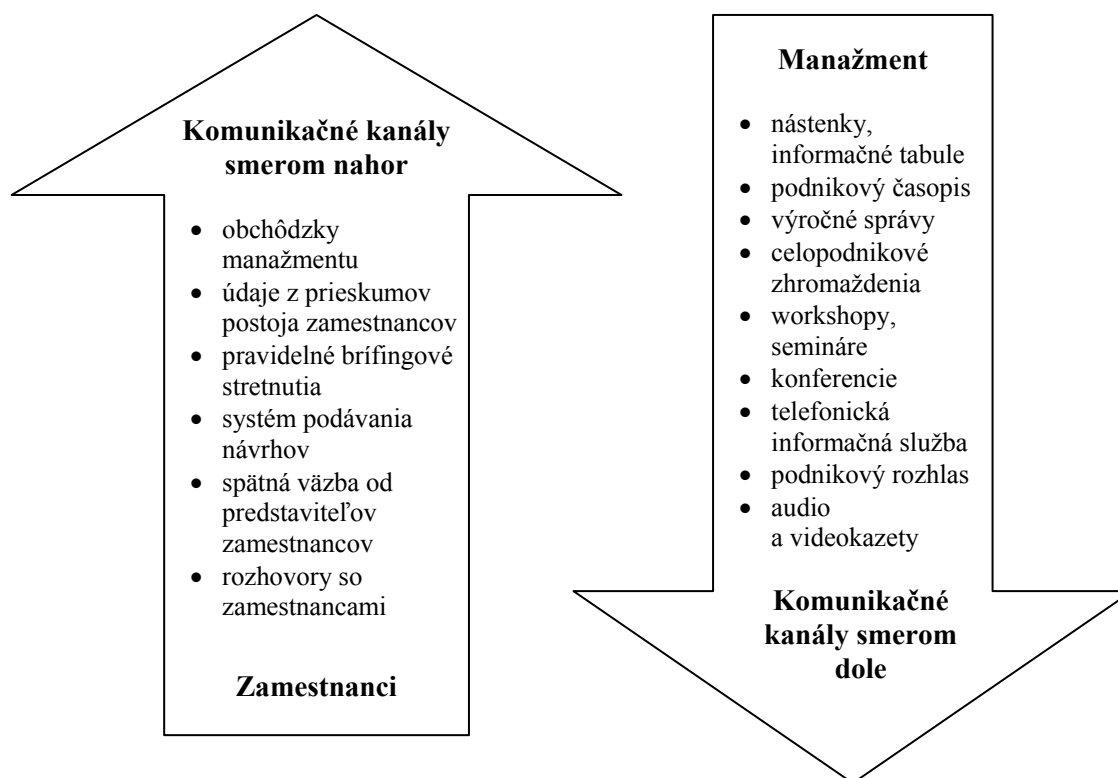 Komunikačné kanály
smerom nahor
• obchôdzky
manažmentu
• údaje z prieskumov
postoja zamestnancov
• pravidelné brífingové
stretnutia
• systém podávania
návrhov
• spätná väzba od
predstaviteľov
zamestnancov
• rozhovory so
zamestnancami
Zamestnanci
Manažment
• nástenky,
informačné tabule
• podnikový časopis
• výročné správy
• celopodnikové
zhromaždenia
• workshopy,
semináre
• konferencie
• telefonická
informačná služba
• podnikový rozhlas
• audio
a videokazety
Komunikačné
kanály smerom
dole